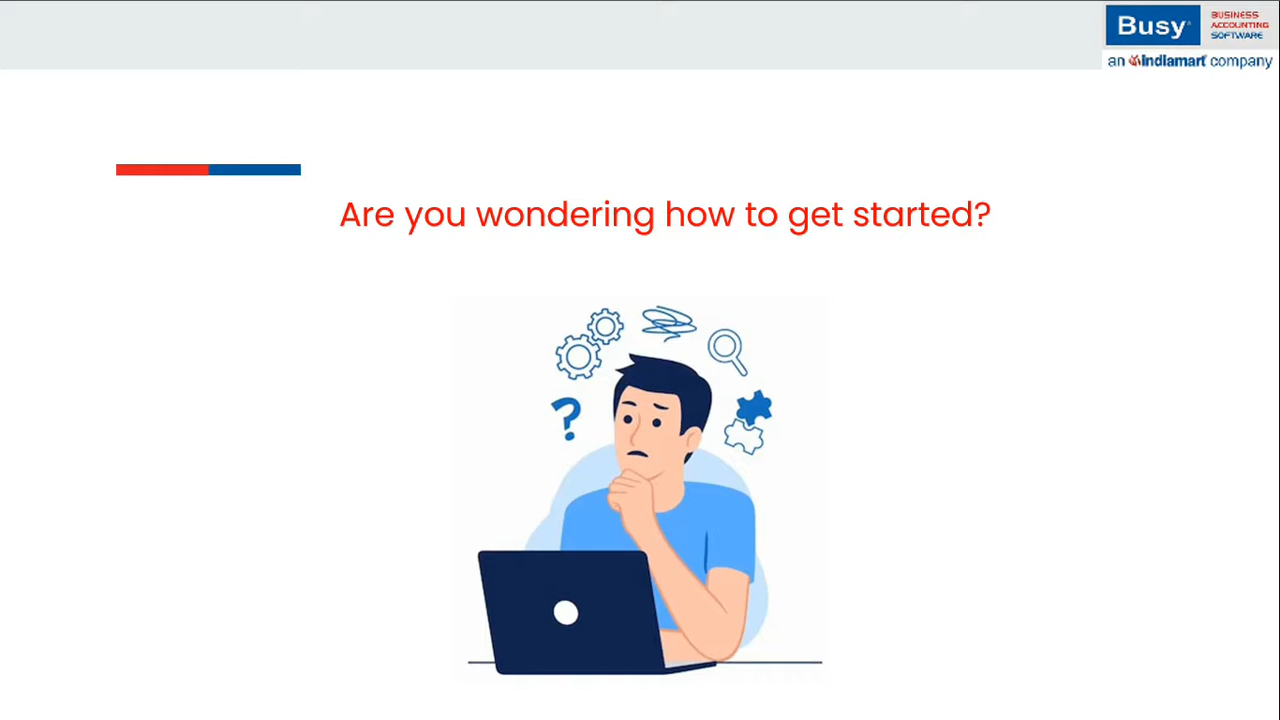 Busy
BUSINESS
ACCOUNTING
SOFTWARE
an indiamart company
Are you wondering how to get started?
?